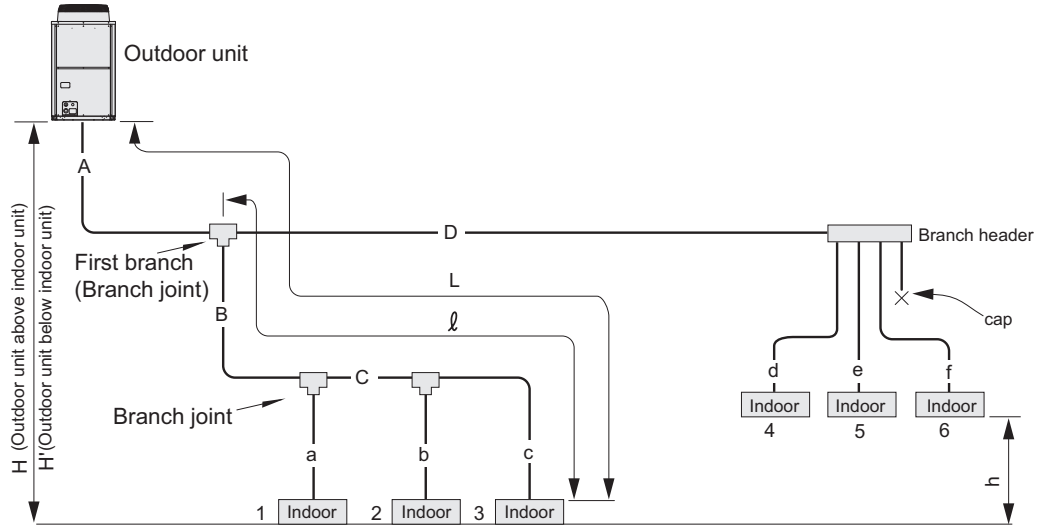 Outdoor unit
A
H (Outdoor unit above indoor unit)
H'(Outdoor unit below indoor unit)
First branch
(Branch joint)
D
Branch header
cap
L
ℓ
B
C
Branch joint
a
b
c
d
e
f
Indoor
4
Indoor
5
Indoor
6
h
1 Indoor
2 Indoor
3 Indoor